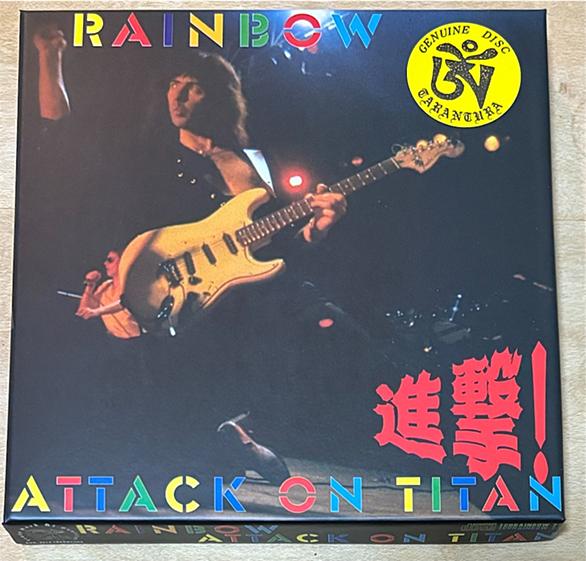 RAINBOW
GENUINE DISC
TARANTURA
進撃!
ATTACK ON TITAN
RAINBOW
ATTACK ON TITAN